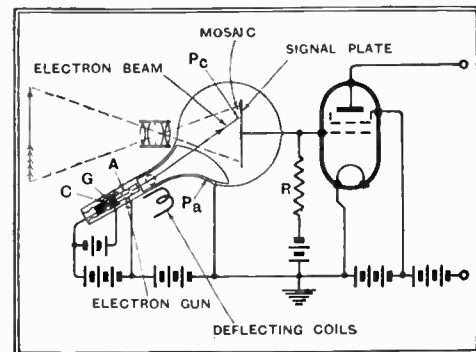 MOSAIC
Pc
SIGNAL PLATE
ELECTRON BEAM
A
G
C
R
Pa
ELECTRON GUN
DEFLECTING COILS